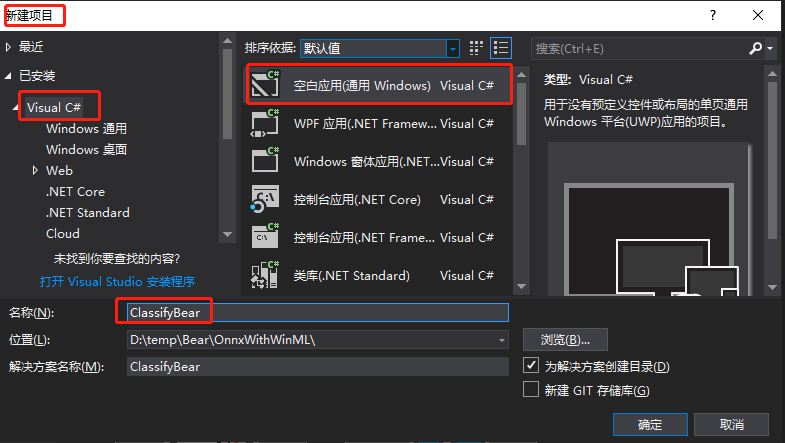 新建项目
?
最近
已安装
Visual C#
Windows 通用
Windows 桌面
Web
.NET Core
.NET Standard
Cloud
未找到你要查找的内容?
打开 Visual Studio 安装程序
排序依据: 默认值
空白应用(通用 Windows) Visual C#
WPF 应用(.NET Framew... Visual C#
Windows 窗体应用(.NET... Visual C#
控制台应用(.NET Core) Visual C#
控制台应用(.NET Frame... Visual C#
类库(.NET Standard) Visual C#
搜索(Ctrl+E)
类型: Visual C#
用于没有预定义控件或布局的单页通用
Windows 平台(UWP)应用的项目。
名称(N): ClassifyBear
位置(L): D:\temp\Bear\OnnxWithWinML\
解决方案名称(M): ClassifyBear
浏览(B)...
为解决方案创建目录(D)
新建 GIT 存储库(G)
确定
取消